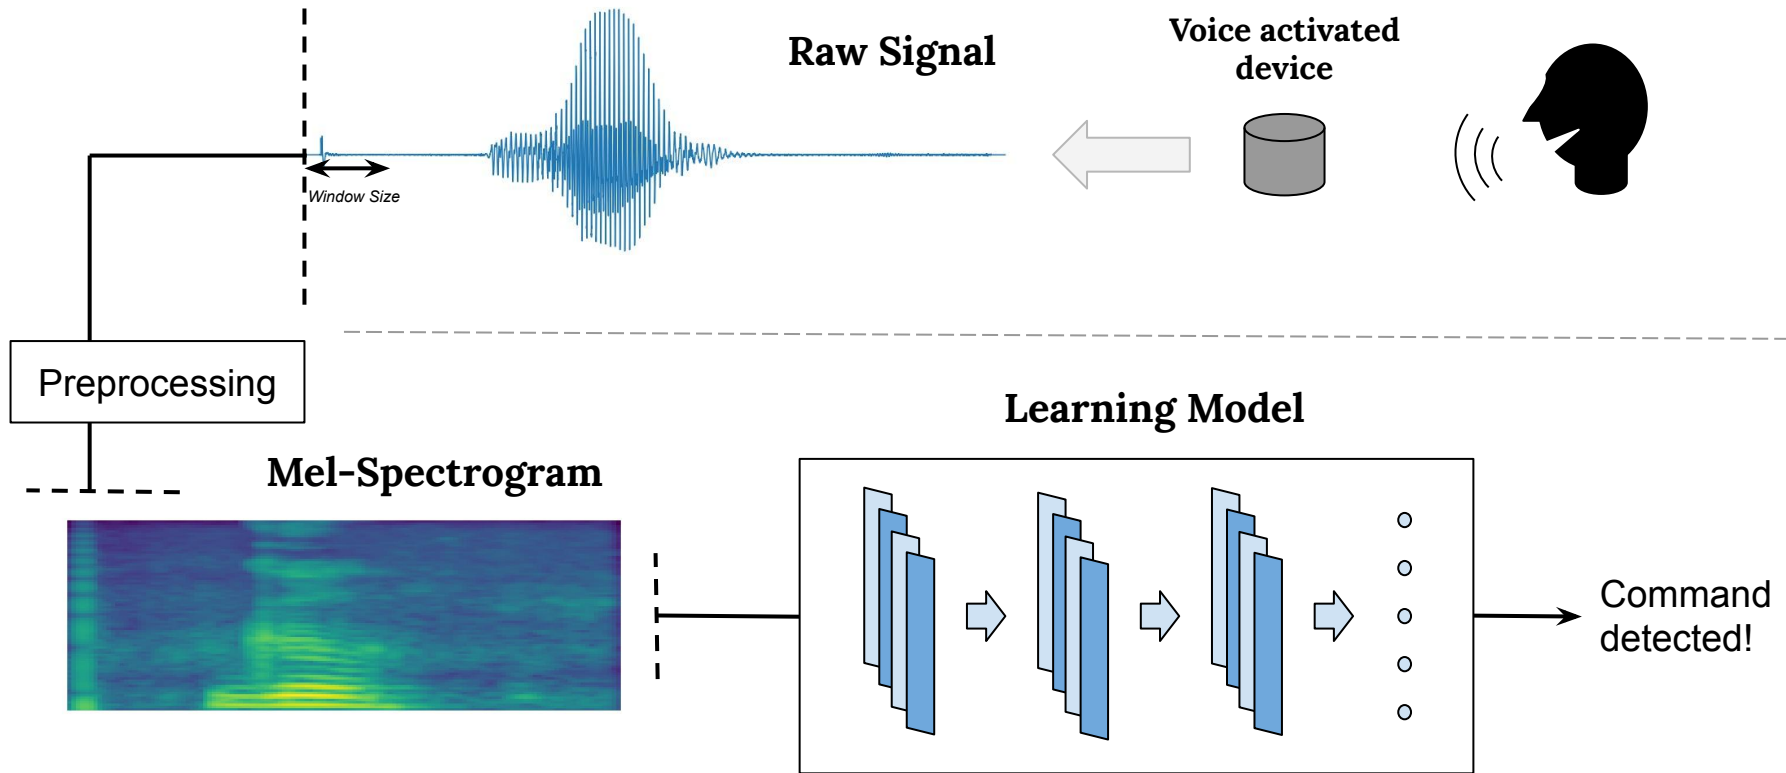 Raw Signal
Voice activated
device
Window Size
Preprocessing
Learning Model
Mel-Spectrogram
Command
detected!